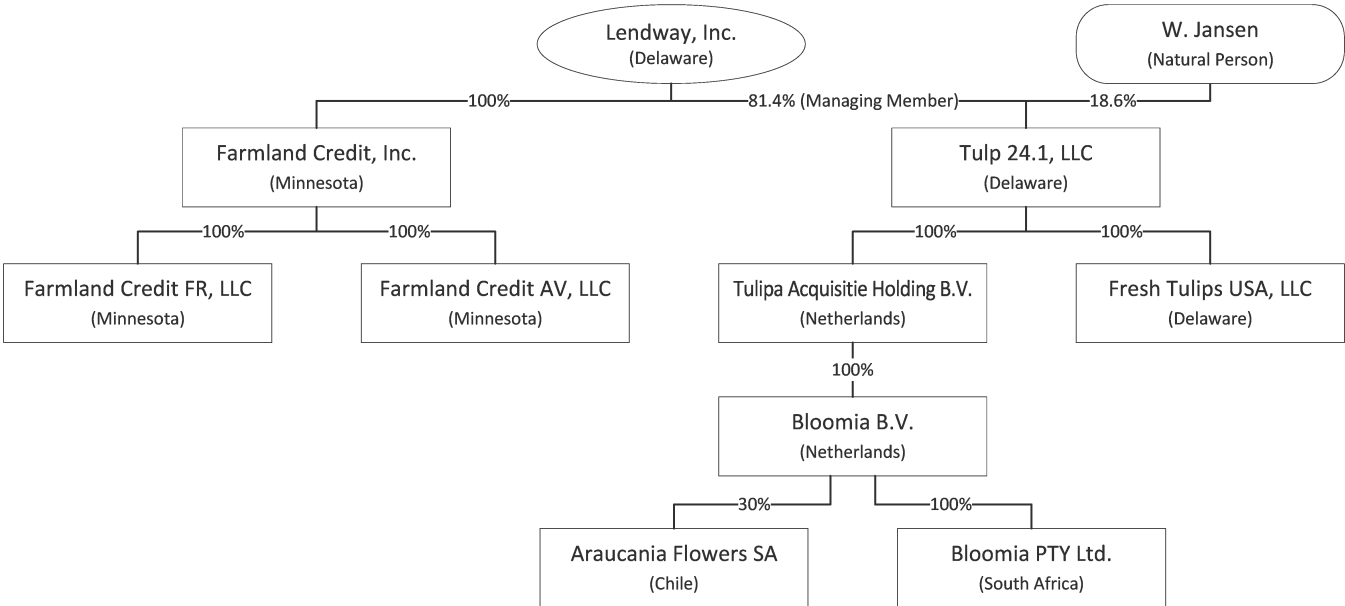 Lendway, Inc.
(Delaware)
W. Jansen
(Natural Person)
100%
81.4% (Managing Member)
18.6%
Farmland Credit, Inc.
(Minnesota)
Tulp 24.1, LLC
(Delaware)
100%
100%
100%
100%
Farmland Credit FR, LLC
(Minnesota)
Farmland Credit AV, LLC
(Minnesota)
Tulipa Acquisitie Holding B.V.
(Netherlands)
Fresh Tulips USA, LLC
(Delaware)
100%
Bloomia B.V.
(Netherlands)
30%
100%
Araucania Flowers SA
(Chile)
Bloomia PTY Ltd.
(South Africa)